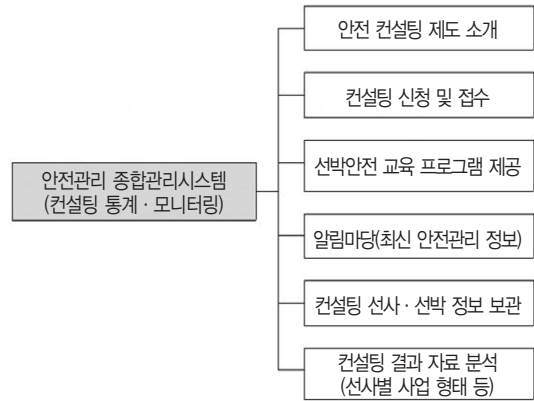 안전 컨설팅 제도 소개
컨설팅 신청 및 접수
선박안전 교육 프로그램 제공
안전관리 종합관리시스템
(컨설팅 통계 · 모니터링)
알림마당(최신 안전관리 정보)
컨설팅 선사 · 선박 정보 보관
컨설팅 결과 자료 분석
(선사별 사업 형태 등)